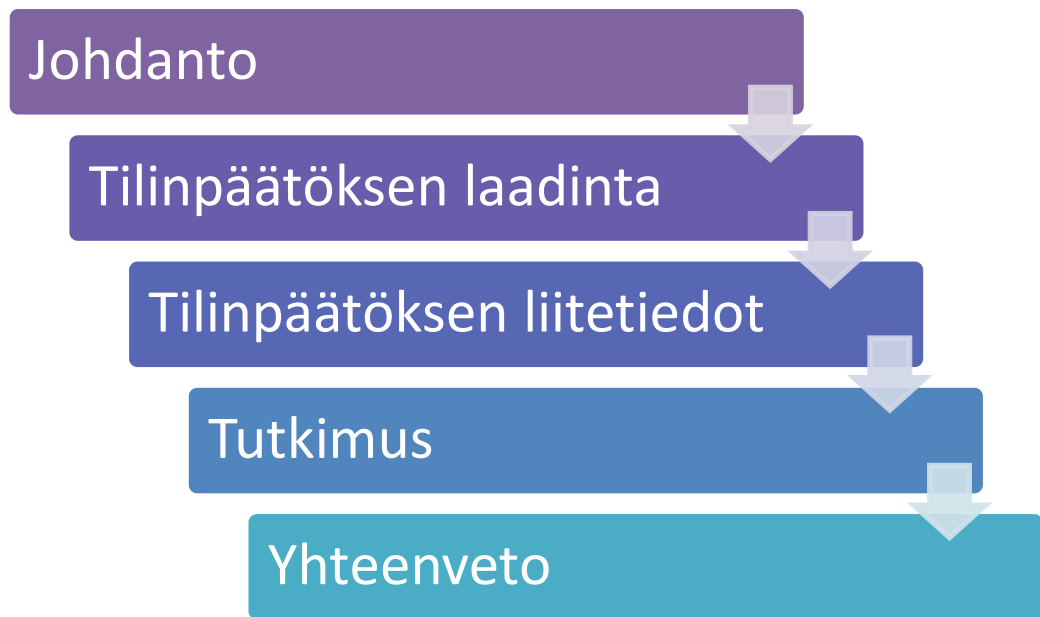 Johdanto
Tilinpäätöksen laadinta
Tilinpäätöksen liitetiedot
Tutkimus
Yhteenveto